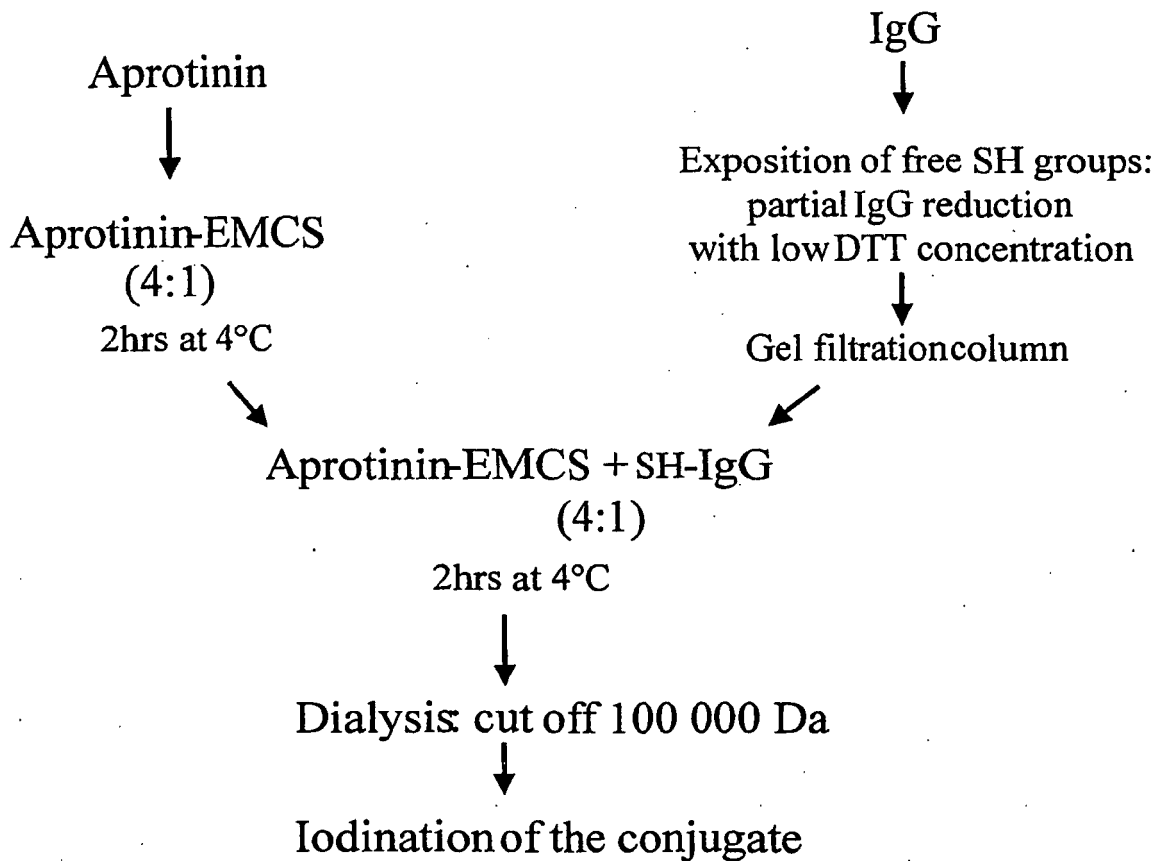 Aprotinin
Aprotinin-EMCS
(4:1)
2hrs at 4°C
IgG
Exposition of free SH groups:
partial IgG reduction
with low DTT concentration
Gel filtration column
Aprotinin-EMCS + SH-IgG
(4:1)
2hrs at 4°C
Dialysis: cut off 100 000 Da
Iodination of the conjugate